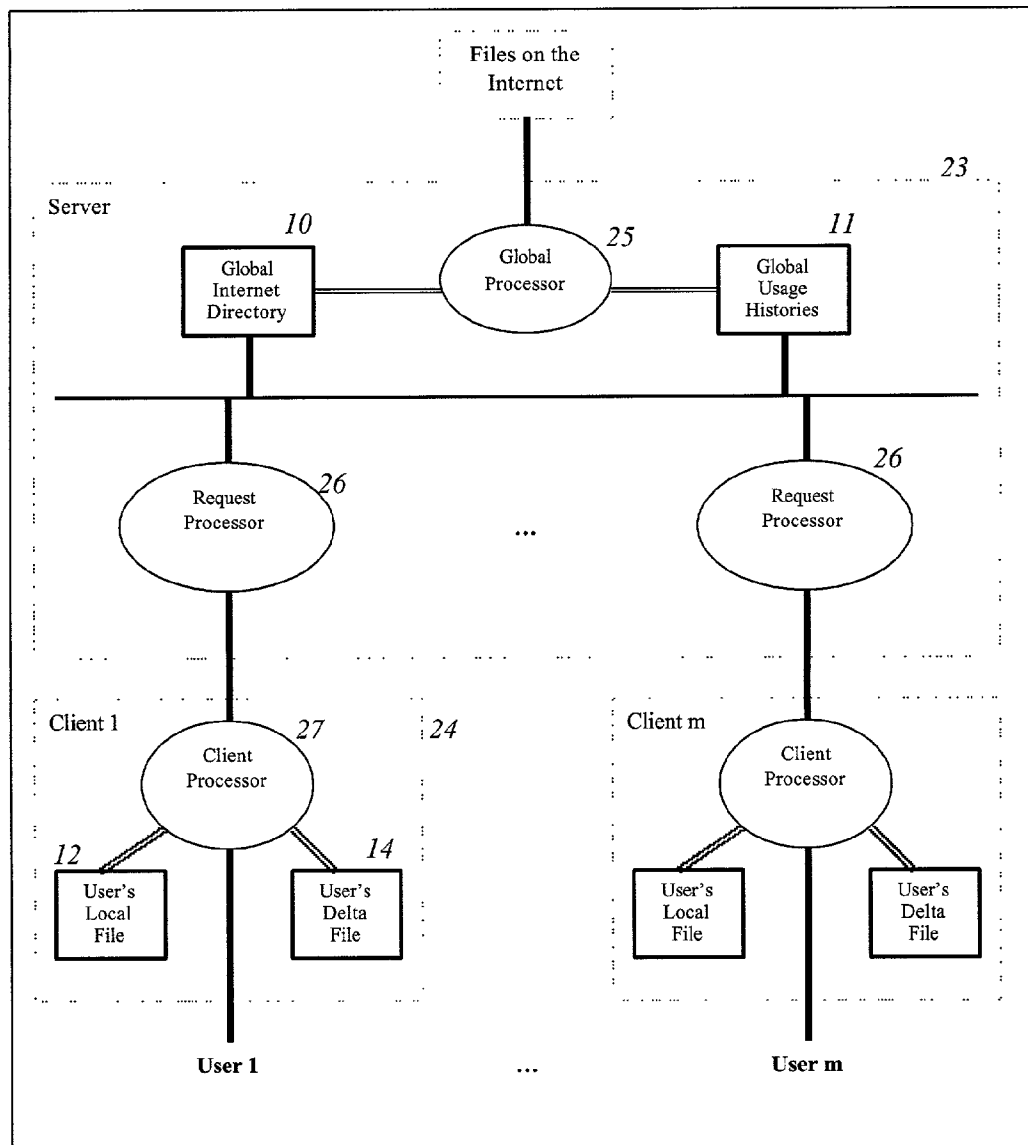 Files on the
Internet
23
Server
10
11
25
Global
Internet
Directory
Global
Processor
Global
Usage
Histories
26
26
Request
Processor
...
Request
Processor
Client 1
27
24
Client m
Client
Processor
Client
Processor
12
14
User's
Local
File
User's
Delta
File
User's
Local
File
User's
Delta
File
User 1
...
User m